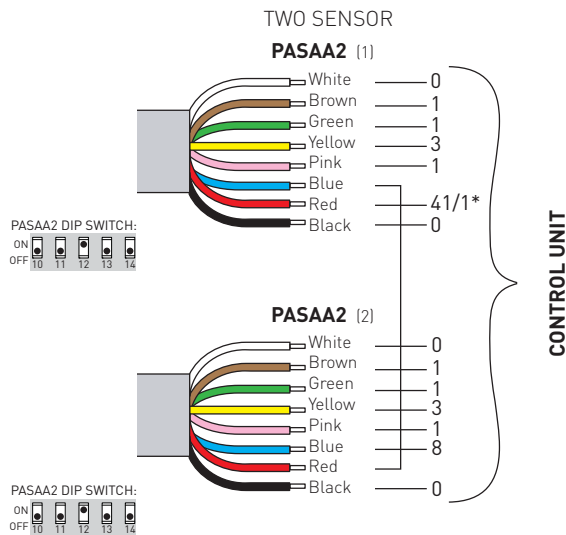 TWO SENSOR
PASAA2 (1)
White 0
Brown 1
Green 1
Yellow 3
Pink 1
Blue
Red 41/1*
Black 0
PASAA2 DIP SWITCH:
ON
OFF
10 11 12 13 14
CONTROL UNIT
PASAA2 (2)
White 0
Brown 1
Green 1
Yellow 3
Pink 1
Blue 8
Red
Black 0
PASAA2 DIP SWITCH:
ON
OFF
10 11 12 13 14